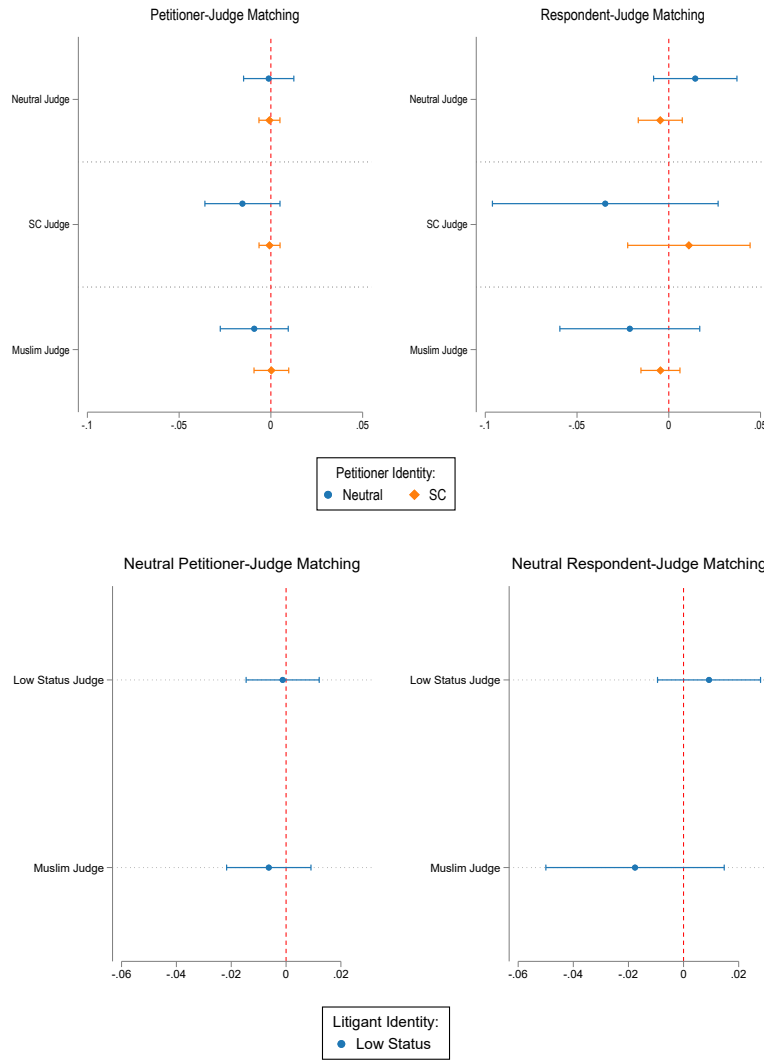 Petitioner-Judge Matching
Neutral Judge
SC Judge
Muslim Judge
-.1 -.05 0 .05
Respondent-Judge Matching
Neutral Judge
SC Judge
Muslim Judge
-.1 -.05 0 .05
Petitioner Identity:
Neutral SC
Neutral Petitioner-Judge Matching
Low Status Judge
Muslim Judge
-.06 -.04 -.02 0 .02
Neutral Respondent-Judge Matching
Low Status Judge
Muslim Judge
-.06 -.04 -.02 0 .02
Litigant Identity:
Low Status